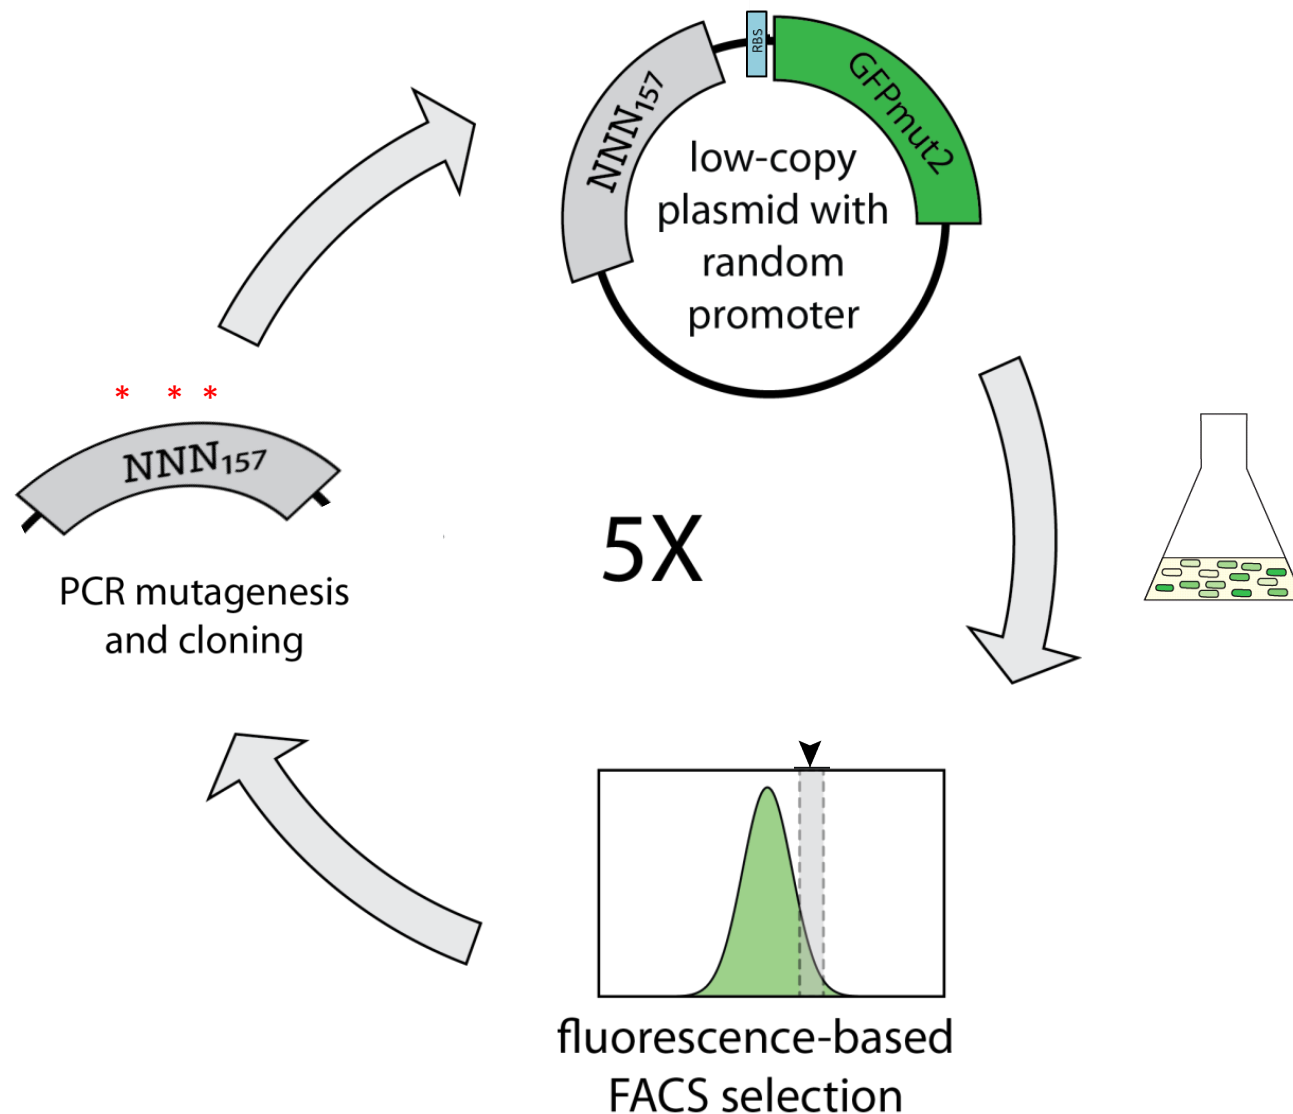 RBS
NNN157
GFPmut2
low-copy
plasmid with
random
promoter
* * *
NNN157
PCR mutagenesis
and cloning
5X
fluorescence-based
FACS selection